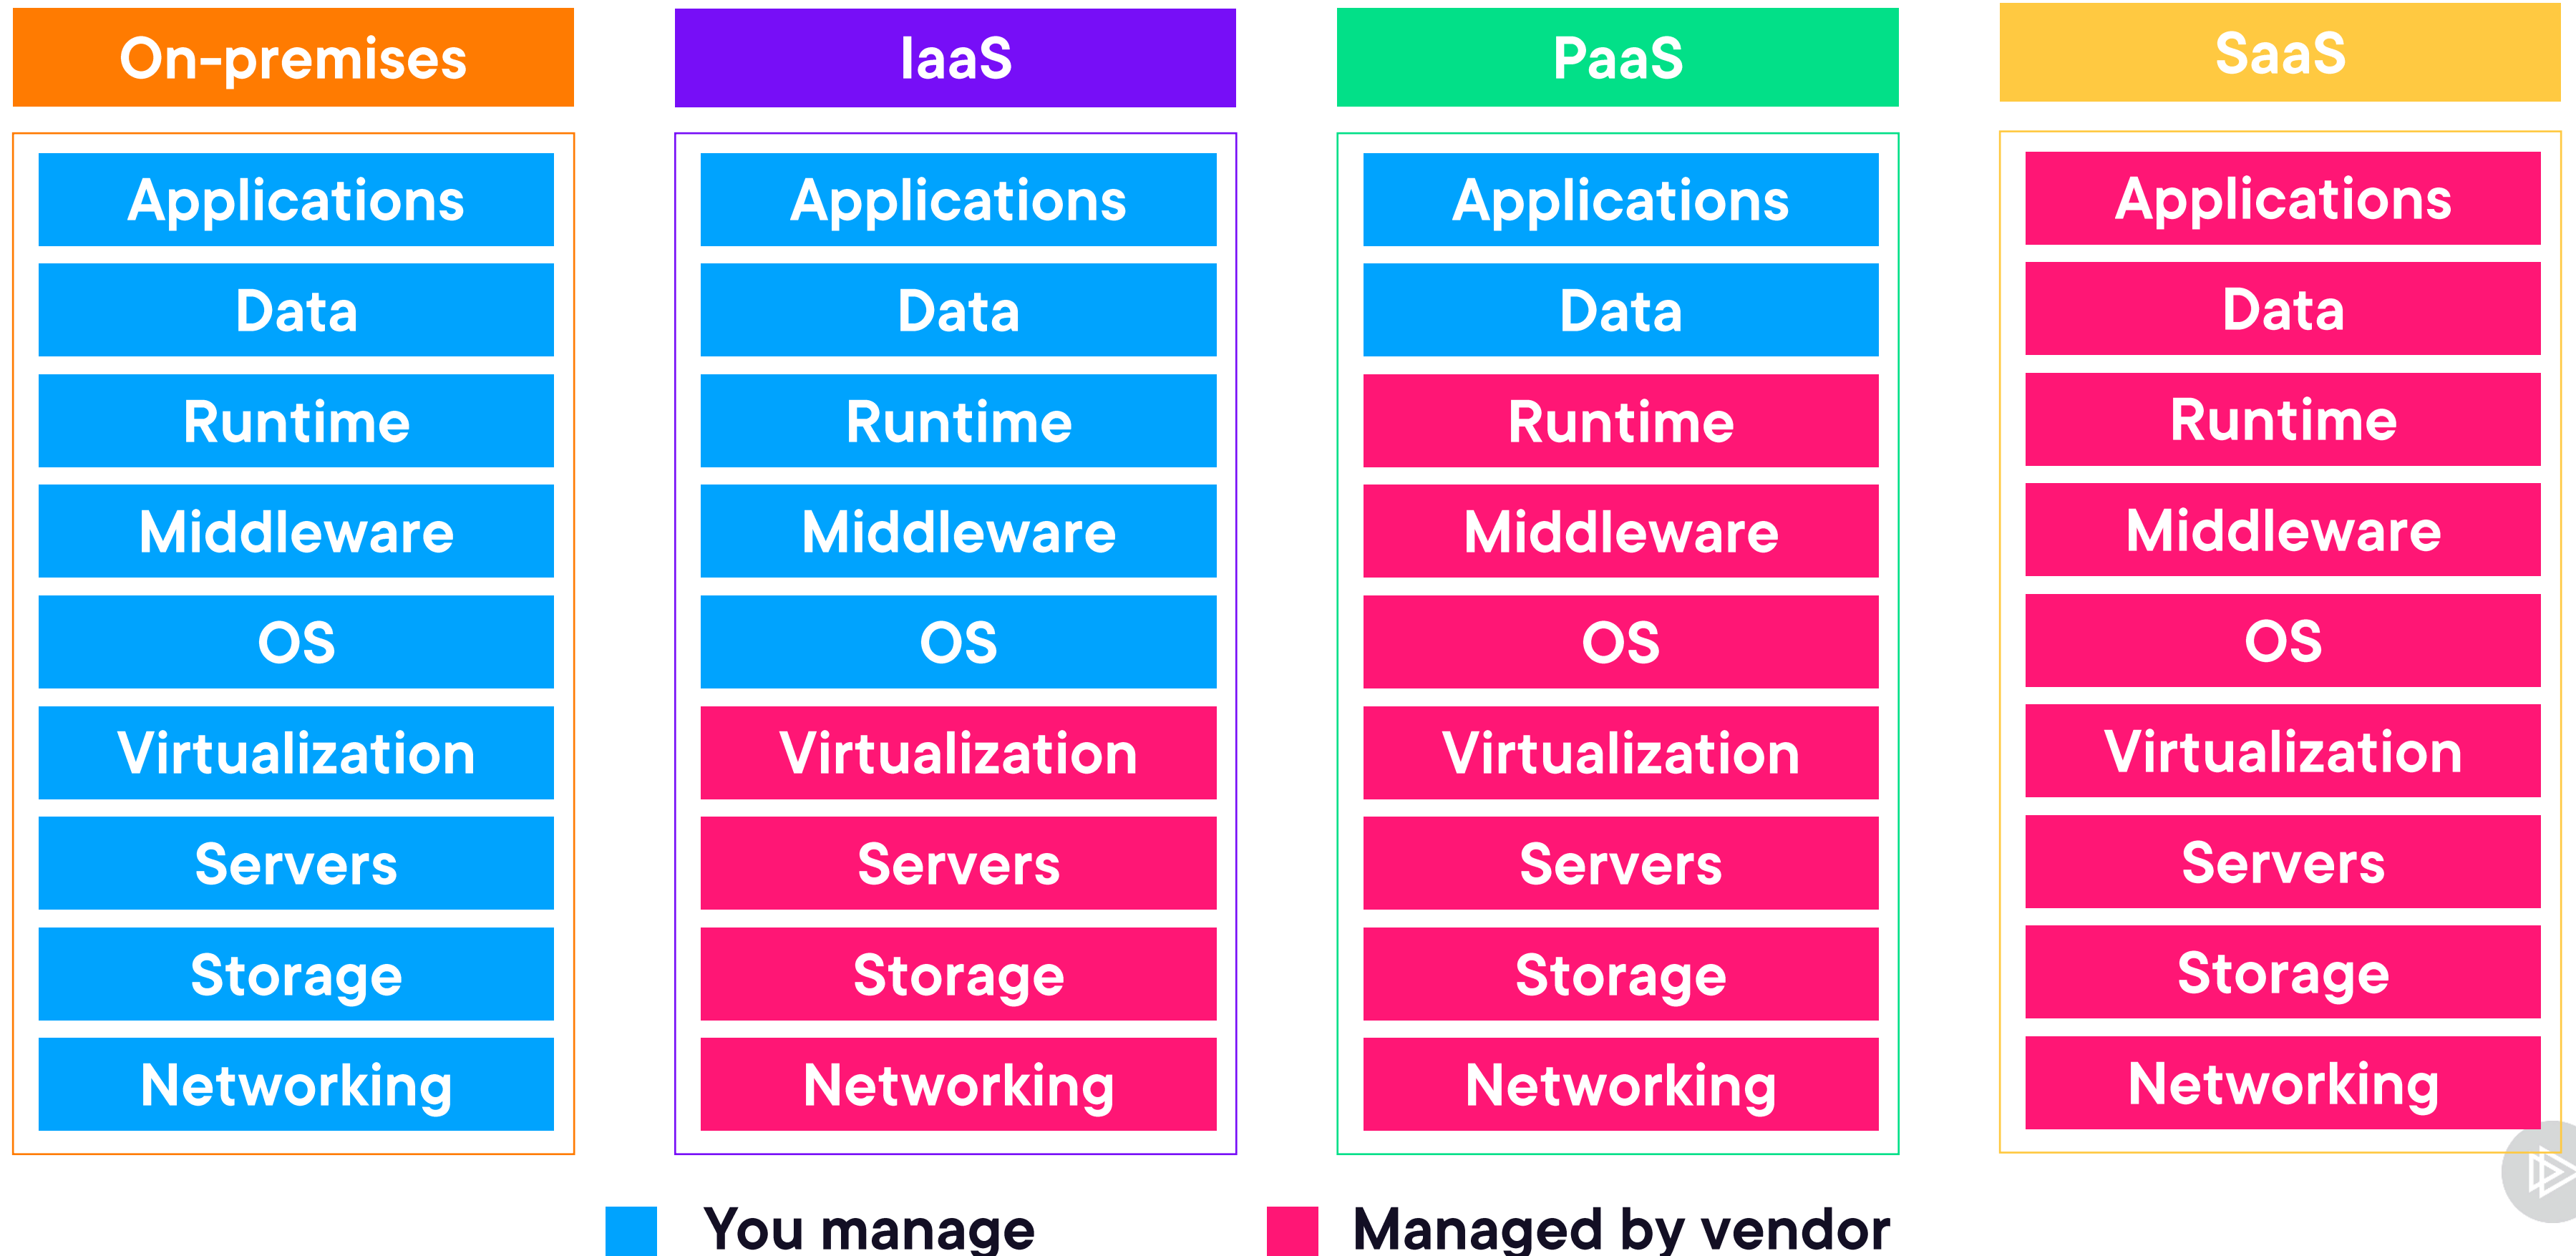 On-premises
Applications
Data
Runtime
Middleware
OS
Virtualization
Servers
Storage
Networking
IaaS
Applications
Data
Runtime
Middleware
OS
Virtualization
Servers
Storage
Networking
PaaS
Applications
Data
Runtime
Middleware
OS
Virtualization
Servers
Storage
Networking
SaaS
Applications
Data
Runtime
Middleware
OS
Virtualization
Servers
Storage
Networking
You manage
Managed by vendor